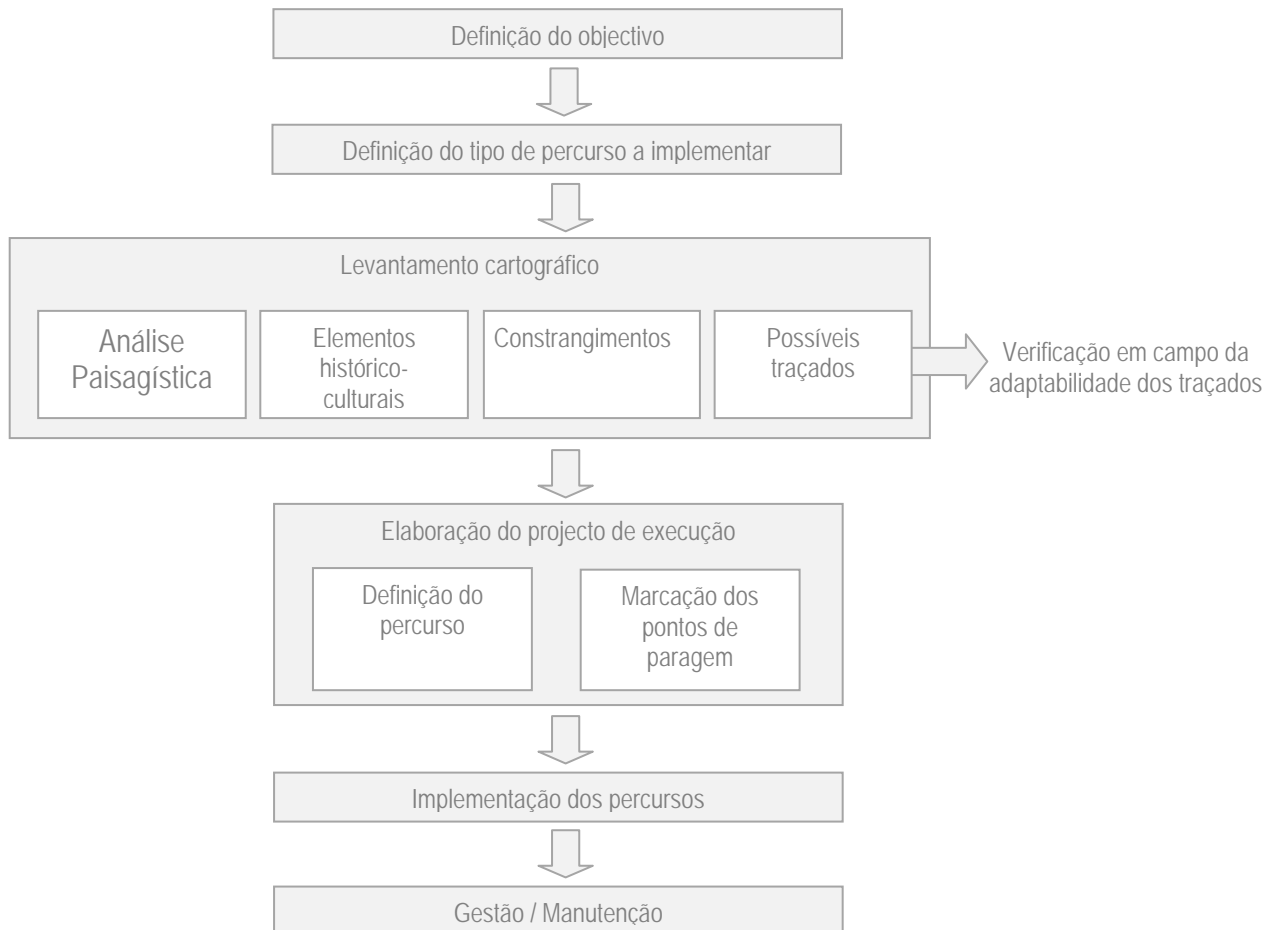 Definição do objectivo
Definição do tipo de percurso a implementar
Levantamento cartográfico
Análise
Paisagística
Elementos
histórico-
culturais
Constrangimentos
Possíveis
traçados
Verificação em campo da
adaptabilidade dos traçados
Elaboração do projecto de execução
Definição do
percurso
Marcação dos
pontos de
paragem
Implementação dos percursos
Gestão / Manutenção